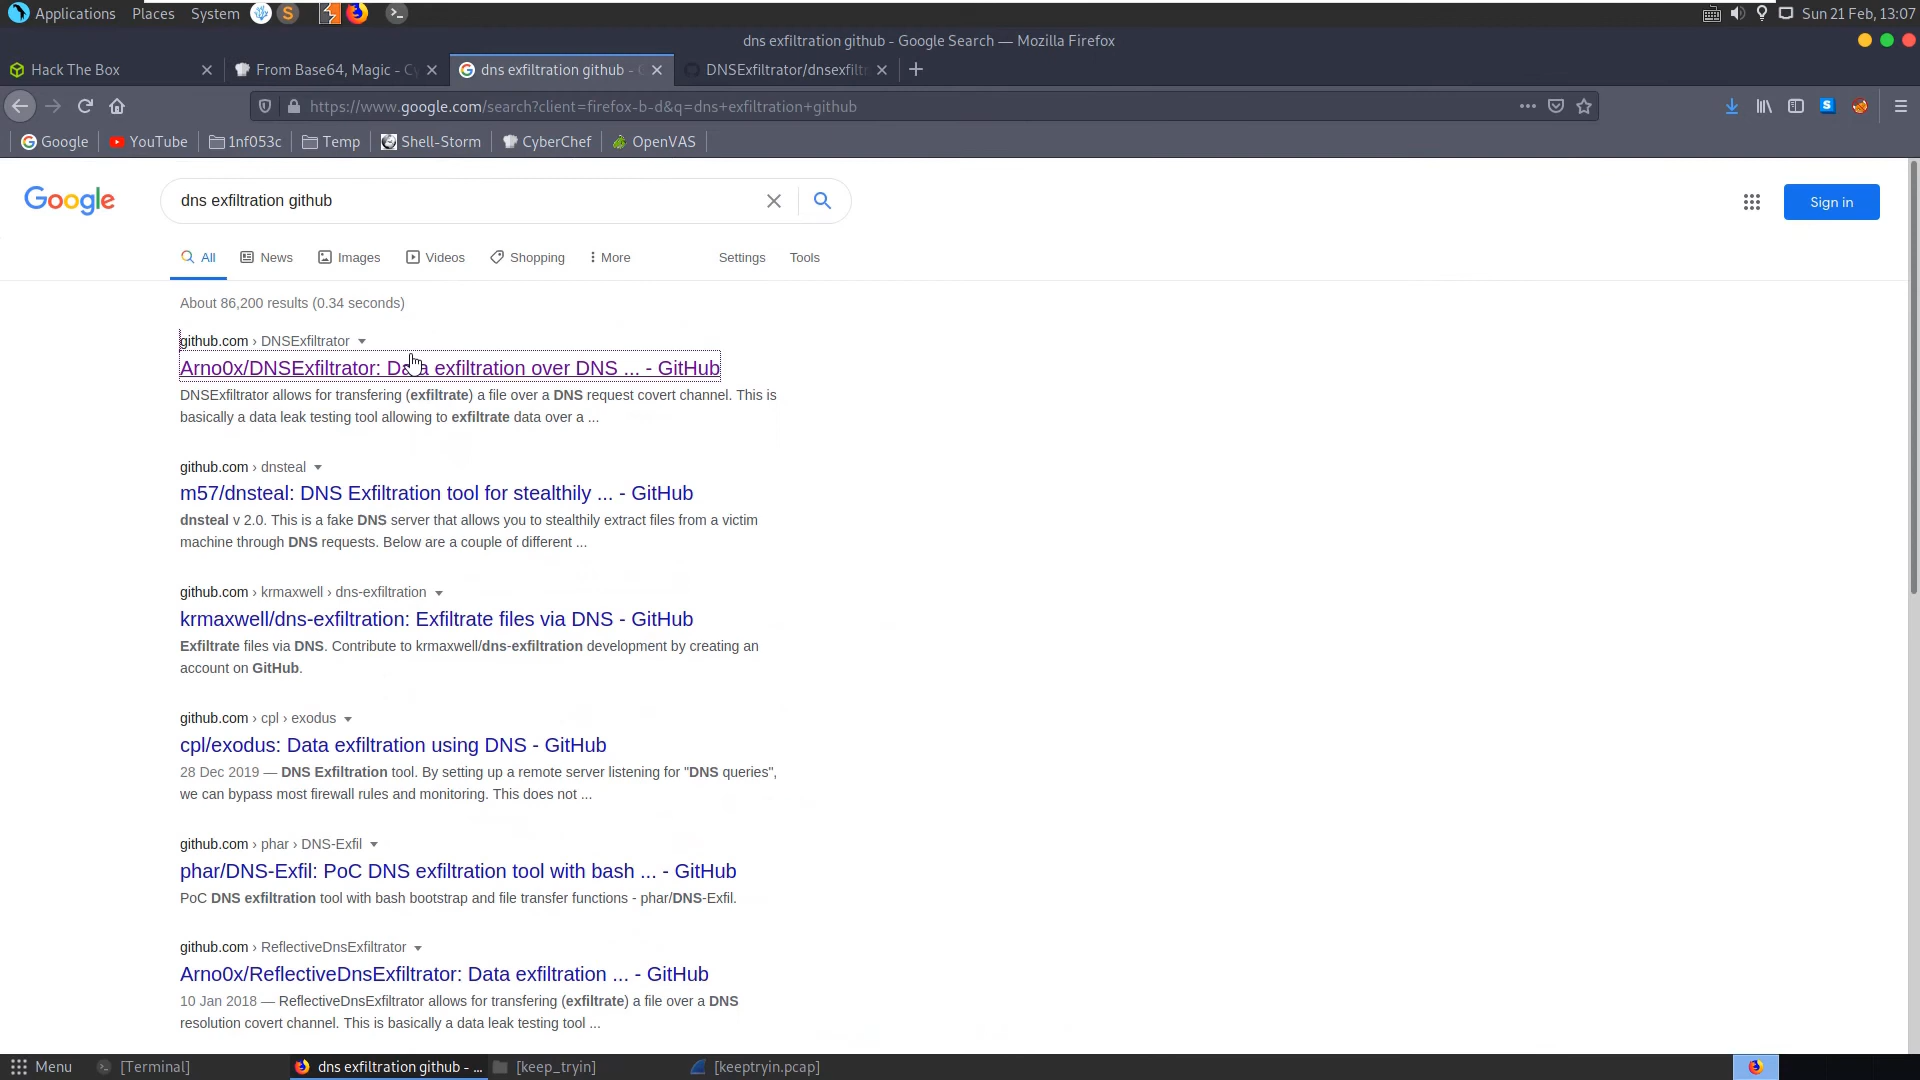 Applications Places System Sun 21 Feb, 13:07
dns exfiltration github - Google Search — Mozilla Firefox
Hack The Box From Base64, Magic - Cy dns exfiltration github - G DNSExfiltrator/dnsexfiltr
https://www.google.com/search?client=firefox-b-d&q=dns+exfiltration+github
Google YouTube 1nf053c Temp Shell-Storm CyberChef OpenVAS
Google dns exfiltration github Sign in
All News Images Videos Shopping More Settings Tools
About 86,200 results (0.34 seconds)
github.com › DNSExfiltrator
Arno0x/DNSExfiltrator: Data exfiltration over DNS ... - GitHub
DNSExfiltrator allows for transfering (exfiltrate) a file over a DNS request covert channel. This is
basically a data leak testing tool allowing to exfiltrate data over a ...
github.com › dnsteal
m57/dnsteal: DNS Exfiltration tool for stealthily ... - GitHub
dnsteal v 2.0. This is a fake DNS server that allows you to stealthily extract files from a victim
machine through DNS requests. Below are a couple of different ...
github.com › krmaxwell › dns-exfiltration
krmaxwell/dns-exfiltration: Exfiltrate files via DNS - GitHub
Exfiltrate files via DNS. Contribute to krmaxwell/dns-exfiltration development by creating an
account on GitHub.
github.com › cpl › exodus
cpl/exodus: Data exfiltration using DNS - GitHub
28 Dec 2019 — DNS Exfiltration tool. By setting up a remote server listening for "DNS queries",
we can bypass most firewall rules and monitoring. This does not ...
github.com › phar › DNS-Exfil
phar/DNS-Exfil: PoC DNS exfiltration tool with bash ... - GitHub
PoC DNS exfiltration tool with bash bootstrap and file transfer functions - phar/DNS-Exfil.
github.com › ReflectiveDnsExfiltrator
Arno0x/ReflectiveDnsExfiltrator: Data exfiltration ... - GitHub
10 Jan 2018 — ReflectiveDnsExfiltrator allows for transfering (exfiltrate) a file over a DNS
resolution covert channel. This is basically a data leak testing tool ...
Menu [Terminal] dns exfiltration github - ... [keep_tryin] [keeptryin.pcap]